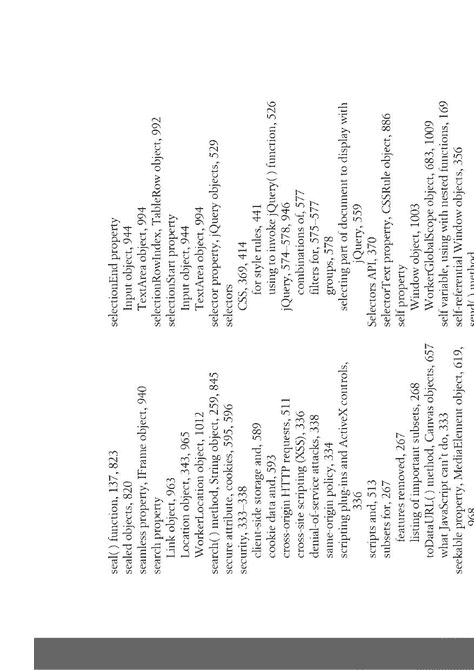 seal( ) function, 137, 823
sealed objects, 820
seamless property, IFrame object, 940
search property
Link object, 963
Location object, 343, 965
WorkerLocation object, 1012
search( ) method, String object, 259, 845
secure attribute, cookies, 595, 596
security, 333–338
client-side storage and, 589
cookie data and, 593
cross-origin HTTP requests, 511
cross-site scripting (XSS), 336
denial-of-service attacks, 338
same-origin policy, 334
scripting plug-ins and ActiveX controls,
336
scripts and, 513
subsets for, 267
features removed, 267
listing of important subsets, 268
toDataURL( ) method, Canvas objects, 657
what JavaScript can't do, 333
seekable property, MediaElement object, 619,
968
selectionEnd property
Input object, 944
TextArea object, 994
selectionRowIndex, TableRow object, 992
selectionStart property
Input object, 944
TextArea object, 994
selector property, jQuery objects, 529
selectors
CSS, 369, 414
for style rules, 441
using to invoke jQuery( ) function, 526
jQuery, 574–578, 946
combinations of, 577
filters for, 575–577
groups, 578
selecting part of document to display with
jQuery, 559
Selectors API, 370
selectorText property, CSSRule object, 886
self property
Window object, 1003
WorkerGlobalScope object, 683, 1009
self variable, using with nested functions, 169
self-referential Window objects, 356
send( ) method